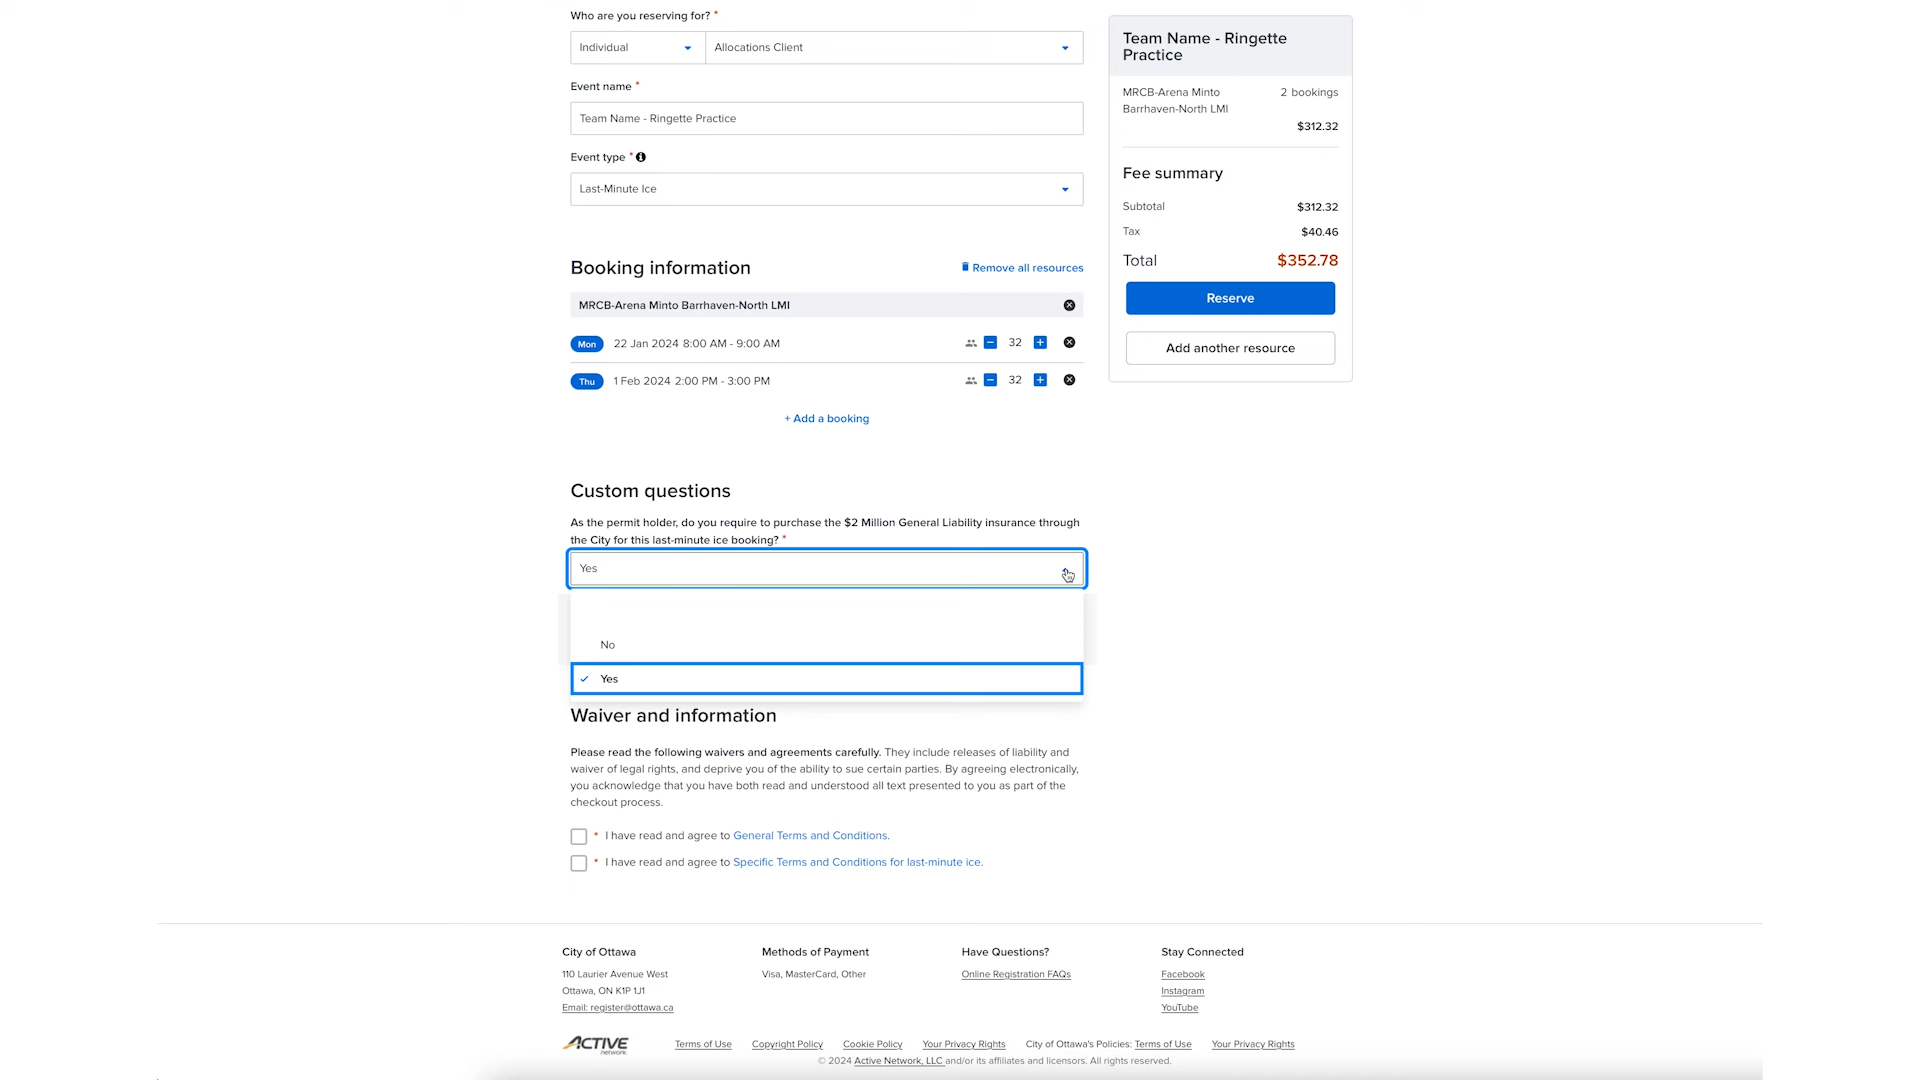 Who are you reserving for? *
Individual
Allocations Client
Event name *
Team Name - Ringette Practice
Event type *
Last-Minute Ice
Booking information
Remove all resources
MRCB-Arena Minto Barrhaven-North LMI
Mon 22 Jan 2024 8:00 AM - 9:00 AM 32
Thu 1 Feb 2024 2:00 PM - 3:00 PM 32
+ Add a booking
Custom questions
As the permit holder, do you require to purchase the $2 Million General Liability insurance through
the City for this last-minute ice booking? *
Yes
No
Yes
Waiver and information
Please read the following waivers and agreements carefully. They include releases of liability and
waiver of legal rights, and deprive you of the ability to sue certain parties. By agreeing electronically,
you acknowledge that you have both read and understood all text presented to you as part of the
checkout process.
* I have read and agree to General Terms and Conditions.
* I have read and agree to Specific Terms and Conditions for last-minute ice.
Team Name - Ringette
Practice
MRCB-Arena Minto 2 bookings
Barrhaven-North LMI
$312.32
Fee summary
Subtotal $312.32
Tax $40.46
Total $352.78
Reserve
Add another resource
City of Ottawa
110 Laurier Avenue West
Ottawa, ON K1P 1J1
Email: register@ottawa.ca
Methods of Payment
Visa, MasterCard, Other
Have Questions?
Online Registration FAQs
Stay Connected
Facebook
Instagram
YouTube
ACTIVE
network
Terms of Use Copyright Policy Cookie Policy Your Privacy Rights City of Ottawa's Policies: Terms of Use Your Privacy Rights
© 2024 Active Network, LLC and/or its affiliates and licensors. All rights reserved.